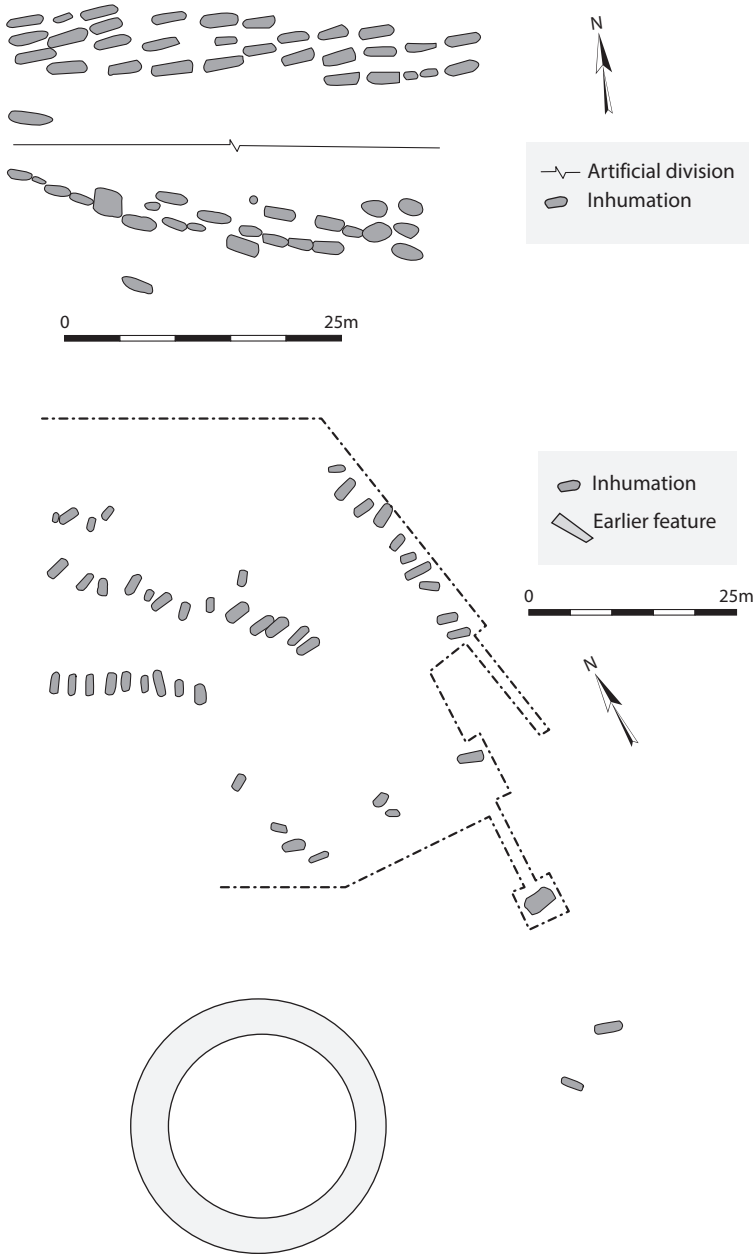 N
Artificial division
Inhumation
0 25m
Inhumation
Earlier feature
0 25m
N